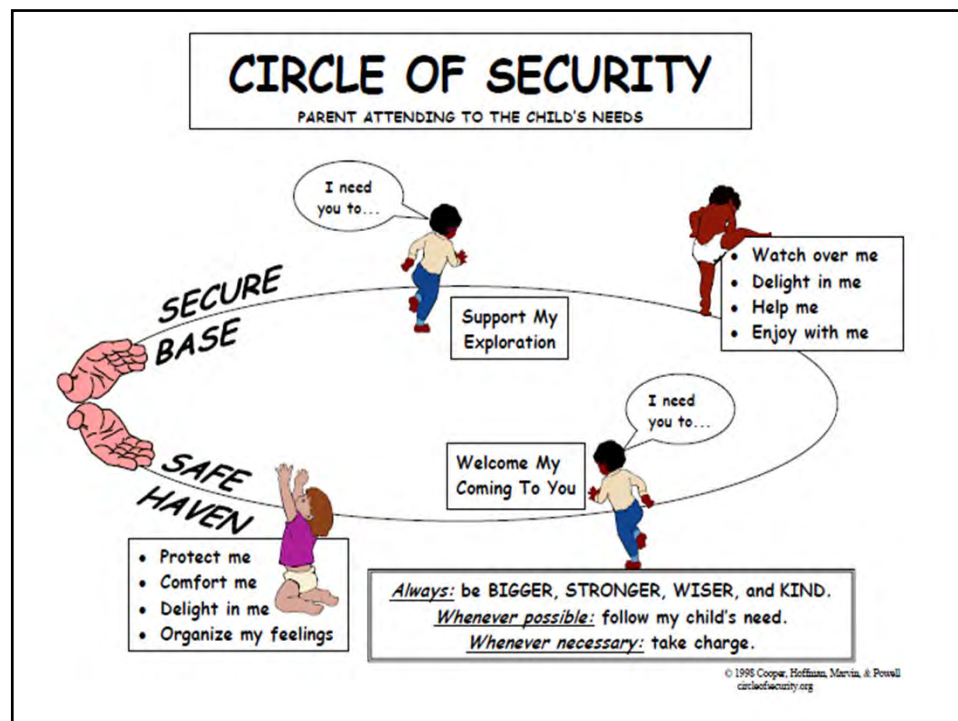 CIRCLE OF SECURITY
PARENT ATTENDING TO THE CHILD'S NEEDS
I need
you to...
SECURE
BASE
Support My
Exploration
• Watch over me
• Delight in me
• Help me
• Enjoy with me
I need
you to...
Welcome My
Coming To You
SAFE
HAVEN
• Protect me
• Comfort me
• Delight in me
• Organize my feelings
Always: be BIGGER, STRONGER, WISER, and KIND.
Whenever possible: follow my child's need.
Whenever necessary: take charge.
© 1998 Cooper, Hoffman, Marvin, & Powell
circleofsecurity.org